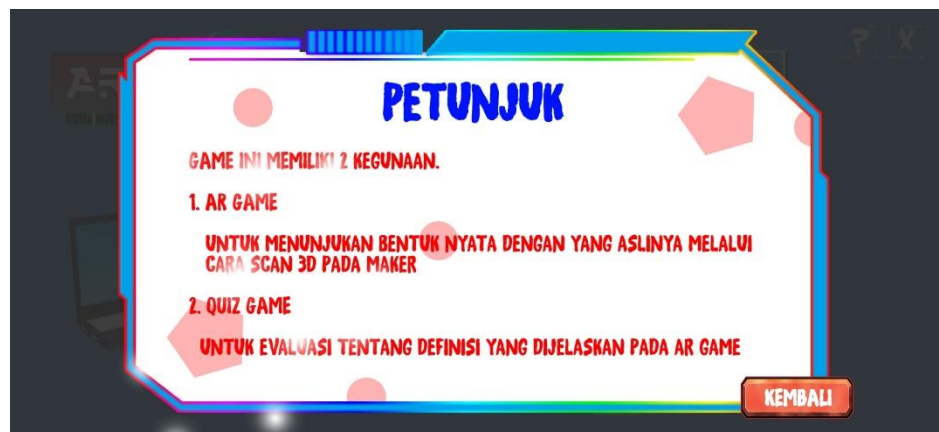 PETUNJUK
GAME INI MEMILIKI 2 KEGUNAAN.
1. AR GAME
UNTUK MENUNJUKAN BENTUK NYATA DENGAN YANG ASLINYA MELALUI
CARA SCAN 3D PADA MAKER
2. QUIZ GAME
UNTUK EVALUASI TENTANG DEFINISI YANG DIJELASKAN PADA AR GAME
KEMBALI
? X